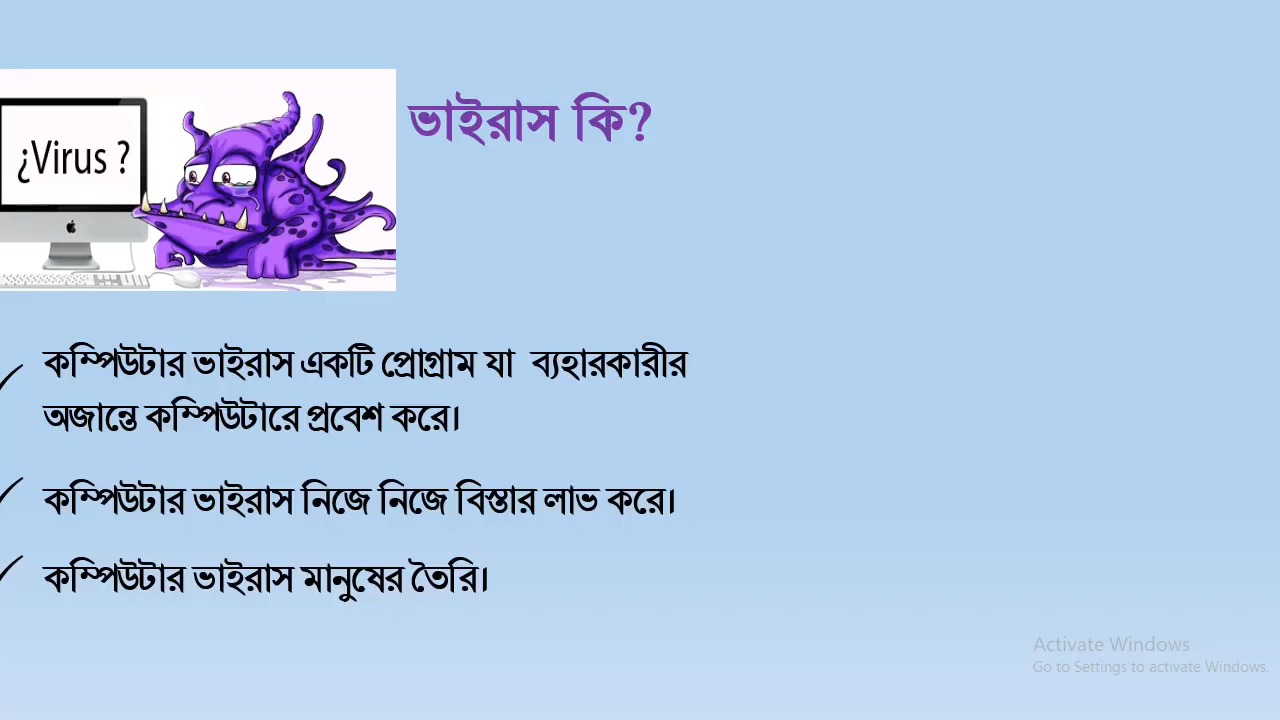 ¿Virus ?
ভাইরাস কি?
কম্পিউটার ভাইরাস একটি প্রোগ্রাম যা ব্যহারকারীর
অজান্তে কম্পিউটারে প্রবেশ করে।
কম্পিউটার ভাইরাস নিজে নিজে বিস্তার লাভ করে।
কম্পিউটার ভাইরাস মানুষের তৈরি।
Activate Windows
Go to Settings to activate Windows.